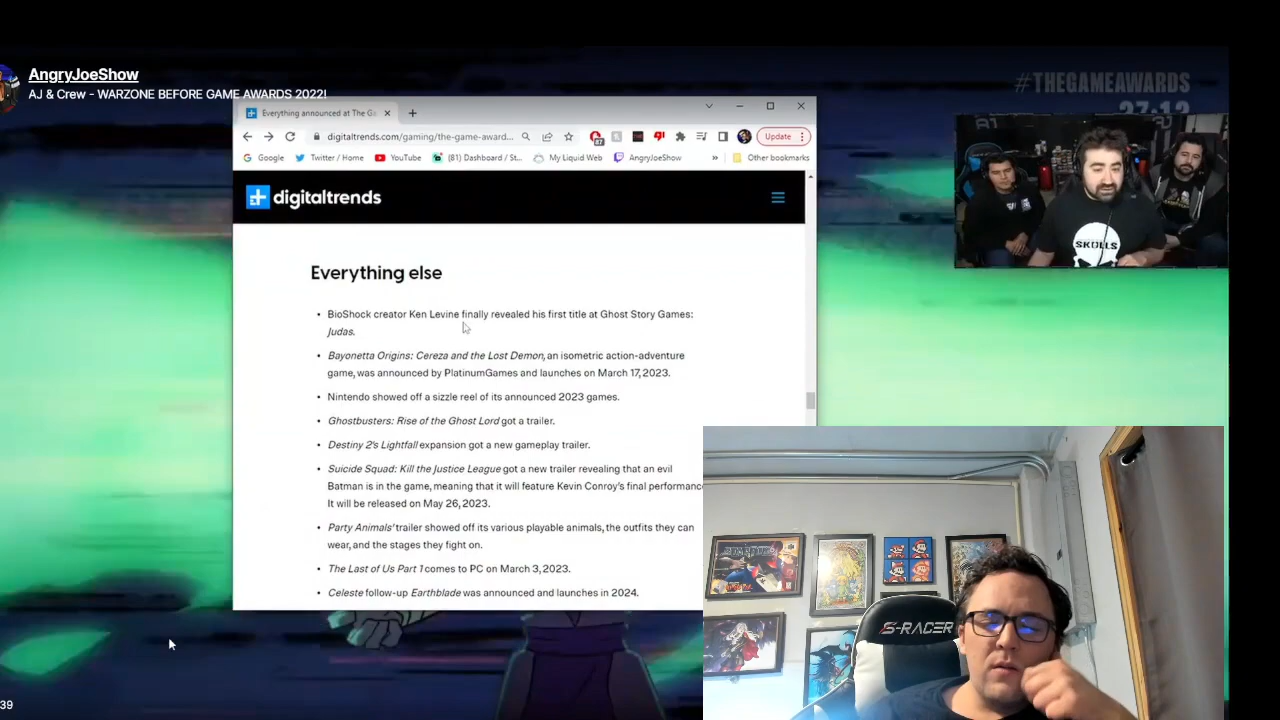 AngryJoeShow
AJ & Crew - WARZONE BEFORE GAME AWARDS 2022!
#THEGAMEAWARDS
27:12
Everything announced at The Ga
digitaltrends.com/gaming/the-game-award...
87
Update
Google
Twitter / Home
YouTube
(81) Dashboard / St...
My Liquid Web
AngryJoeShow
»
Other bookmarks
digitaltrends
Everything else
• BioShock creator Ken Levine finally revealed his first title at Ghost Story Games:
Judas.
• Bayonetta Origins: Cereza and the Lost Demon, an isometric action-adventure
game, was announced by PlatinumGames and launches on March 17, 2023.
• Nintendo showed off a sizzle reel of its announced 2023 games.
• Ghostbusters: Rise of the Ghost Lord got a trailer.
• Destiny 2's Lightfall expansion got a new gameplay trailer.
• Suicide Squad: Kill the Justice League got a new trailer revealing that an evil
Batman is in the game, meaning that it will feature Kevin Conroy's final performance
It will be released on May 26, 2023.
• Party Animals' trailer showed off its various playable animals, the outfits they can
wear, and the stages they fight on.
• The Last of Us Part 1 comes to PC on March 3, 2023.
• Celeste follow-up Earthblade was announced and launches in 2024.
SKULLS
S-RACER
39